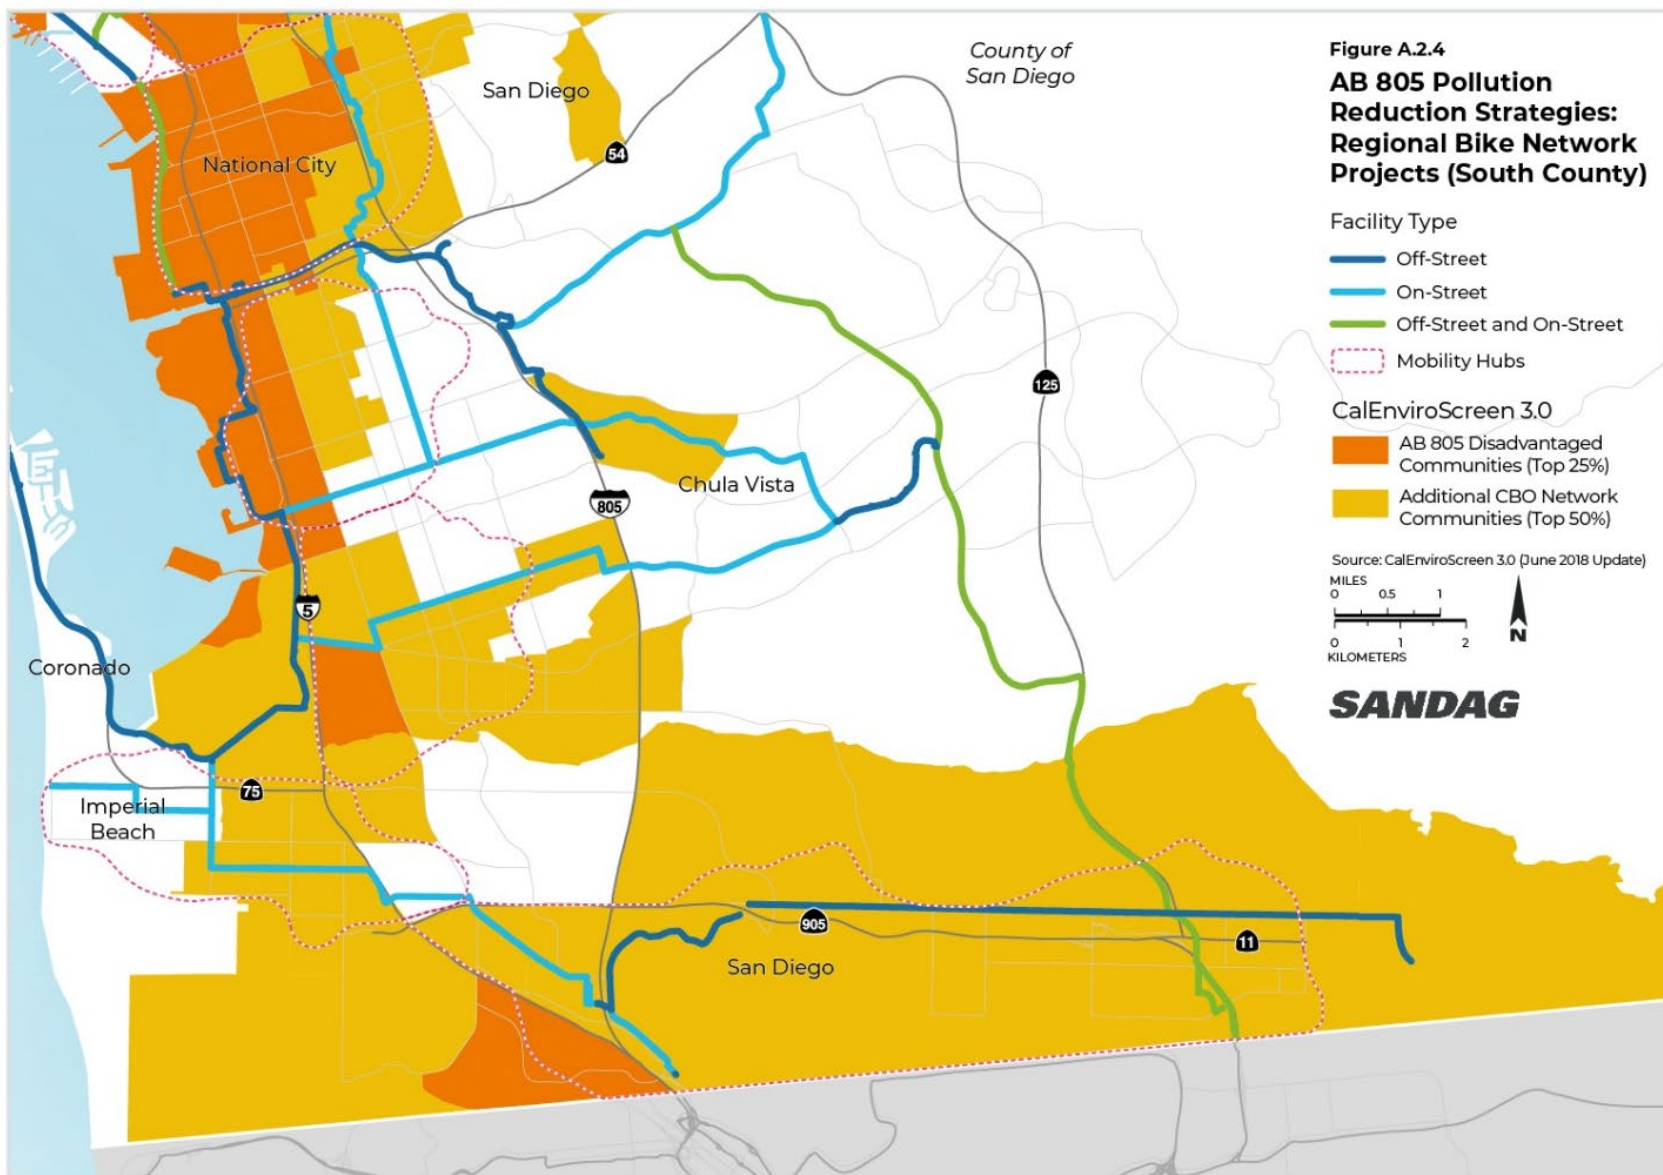 Figure A.2.4
AB 805 Pollution
Reduction Strategies:
Regional Bike Network
Projects (South County)
Facility Type
Off-Street
On-Street
Off-Street and On-Street
Mobility Hubs
CalEnviroScreen 3.0
AB 805 Disadvantaged
Communities (Top 25%)
Additional CBO Network
Communities (Top 50%)
Source: CalEnviroScreen 3.0 (June 2018 Update)
MILES
0 0.5 1
0 1 2
KILOMETERS
N
SANDAG
County of
San Diego
San Diego
54
National City
125
Chula Vista
805
5
Coronado
75
Imperial
Beach
905
11
San Diego